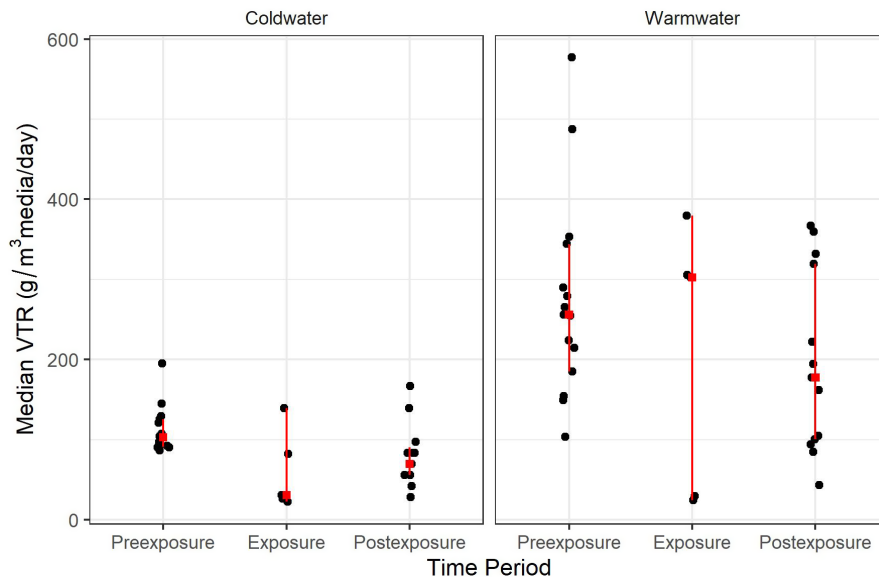 Coldwater
Warmwater
Median VTR (g/m³media/day)
600
400
200
0
Preexposure
Exposure
Postexposure
Preexposure
Exposure
Postexposure
Time Period